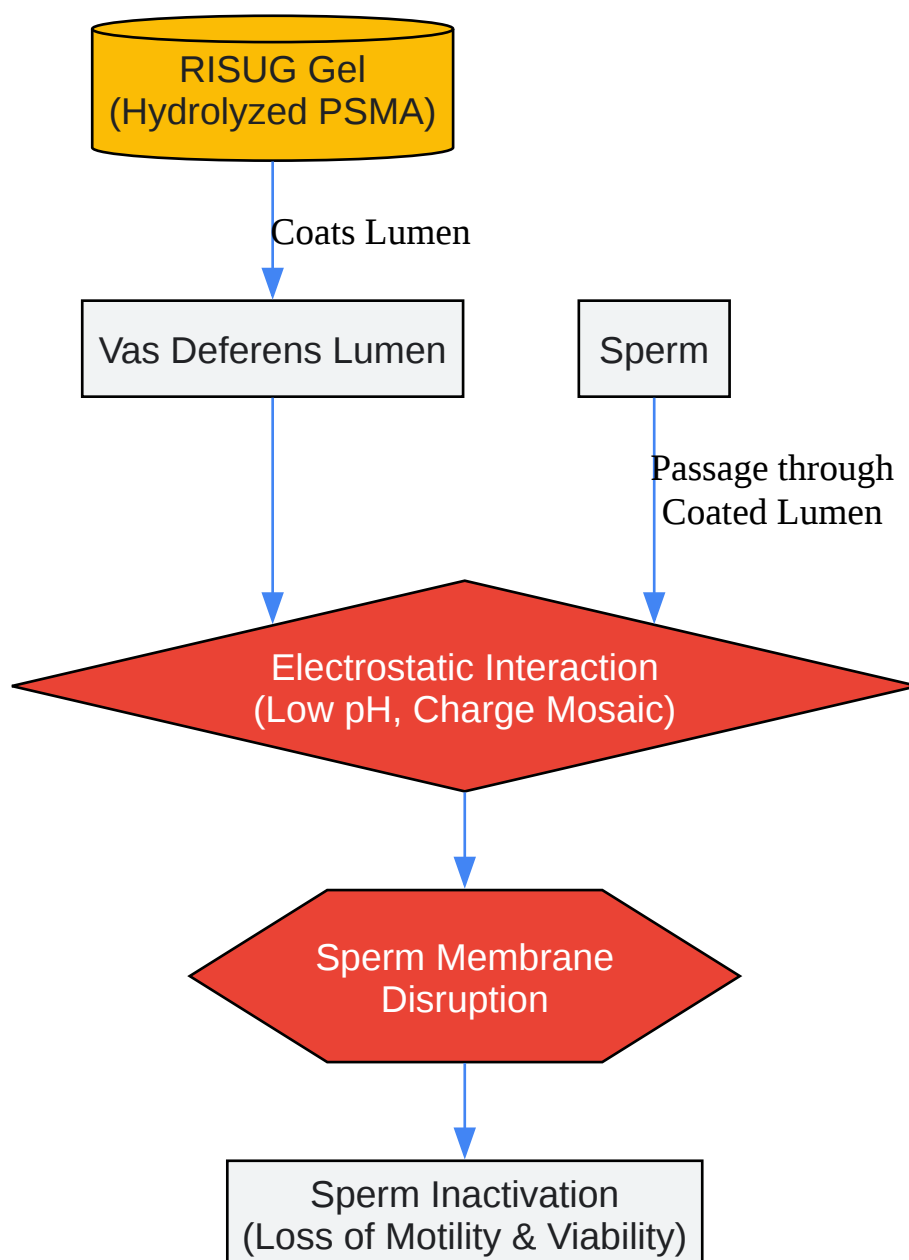 RISUG Gel
(Hydrolyzed PSMA)
Coats Lumen
Vas Deferens Lumen
Sperm
Passage through
Coated Lumen
Electrostatic Interaction
(Low pH, Charge Mosaic)
Sperm Membrane
Disruption
Sperm Inactivation
(Loss of Motility & Viability)